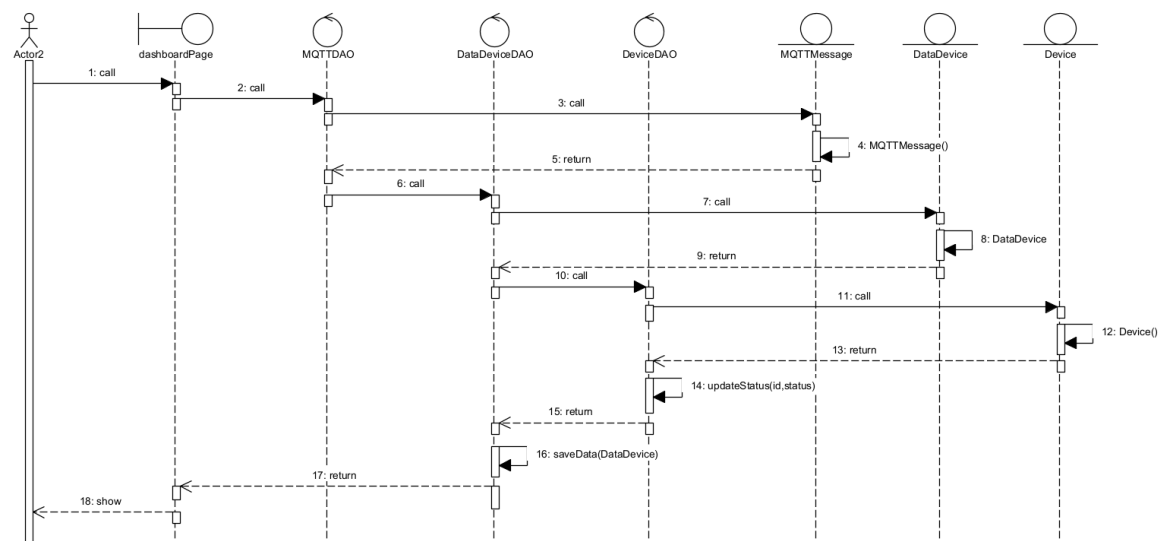 Actor2
dashboardPage
MQTTDAO
DataDeviceDAO
DeviceDAO
MQTTMessage
DataDevice
Device
1: call
2: call
3: call
4: MQTTMessage()
5: return
6: call
7: call
8: DataDevice
9: return
10: call
11: call
12: Device()
13: return
14: updateStatus(id,status)
15: return
16: saveData(DataDevice)
17: return
18: show